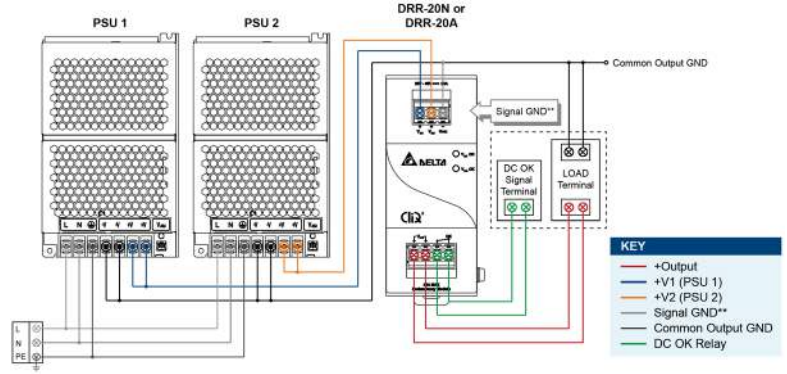 PSU 1
PSU 2
DRR-20N or
DRR-20A
Common Output GND
Signal GND**
DELTA
CliQ
DC OK
Signal
Terminal
LOAD
Terminal
L N
L N
KEY
+Output
+V1 (PSU 1)
+V2 (PSU 2)
Signal GND**
Common Output GND
DC OK Relay
L
N
PE